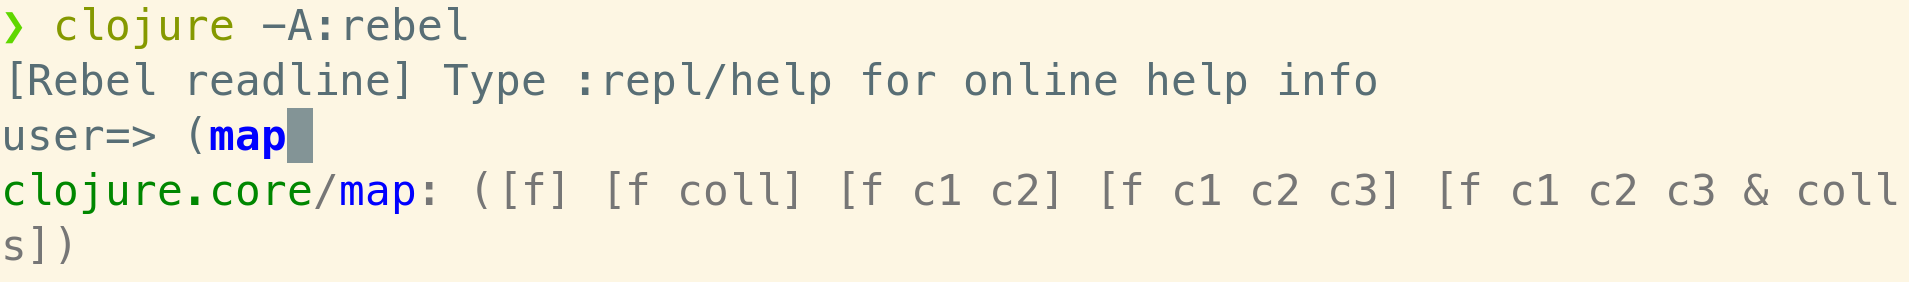 ❯ clojure -A:rebel
[Rebel readline] Type :repl/help for online help info
user=> (map
clojure.core/map: ([f] [f coll] [f c1 c2] [f c1 c2 c3] [f c1 c2 c3 & coll
s])